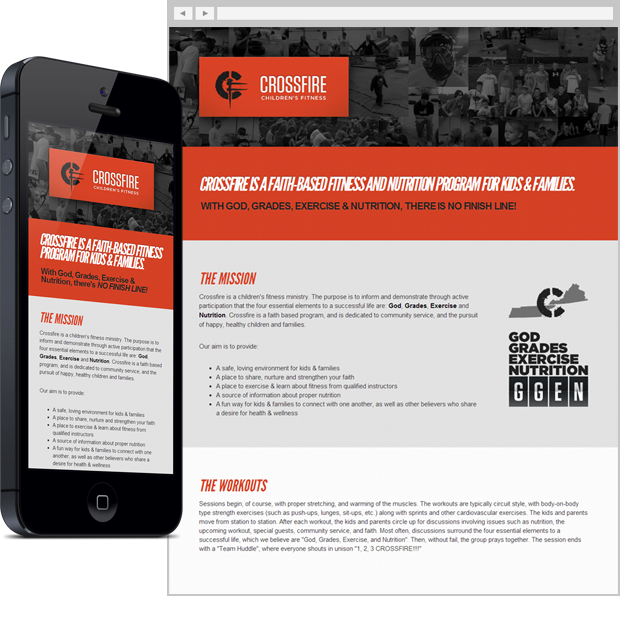 CROSSFIRE
CHILDREN'S FITNESS
CROSSFIRE IS A FAITH-BASED FITNESS
PROGRAM FOR KIDS & FAMILIES.
With God, Grades, Exercise &
Nutrition, there's NO FINISH LINE!
THE MISSION
Crossfire is a children's fitness ministry. The purpose is to
inform and demonstrate through active participation that the
four essential elements to a successful life are: God,
Grades, Exercise and Nutrition. Crossfire is a faith based
program, and is dedicated to community service, and the
pursuit of happy, healthy children and families.
Our aim is to provide:
A safe, loving environment for kids & families
A place to share, nurture and strengthen your faith
A place to exercise & learn about fitness from
qualified instructors
A source of information about proper nutrition
A fun way for kids & families to connect with one
another, as well as other believers who share a
desire for health & wellness
CROSSFIRE
CHILDREN'S FITNESS
CROSSFIRE IS A FAITH-BASED FITNESS AND NUTRITION PROGRAM FOR KIDS & FAMILIES.
WITH GOD, GRADES, EXERCISE & NUTRITION, THERE IS NO FINISH LINE!
THE MISSION
Crossfire is a children's fitness ministry. The purpose is to inform and demonstrate through active
participation that the four essential elements to a successful life are: God, Grades, Exercise and
Nutrition. Crossfire is a faith based program, and is dedicated to community service, and the pursuit
of happy, healthy children and families.
Our aim is to provide:
A safe, loving environment for kids & families
A place to share, nurture and strengthen your faith
A place to exercise & learn about fitness from qualified instructors
A source of information about proper nutrition
A fun way for kids & families to connect with one another, as well as other believers who share
a desire for health & wellness
GOD
GRADES
EXERCISE
NUTRITION
GGEN
THE WORKOUTS
Sessions begin, of course, with proper stretching, and warming of the muscles. The workouts are typically circuit style, with body-on-body
type strength exercises (such as push-ups, lunges, sit-ups, etc.) along with sprints and other cardiovascular exercises. The kids and parents
move from station to station. After each workout, the kids and parents circle up for discussions involving issues such as nutrition, the
upcoming workout, special guests, community service, and faith. Most often, discussions surround the four essential elements to a
successful life, which we believe are "God, Grades, Exercise, and Nutrition". Then, without fail, the group prays together. The session ends
with a "Team Huddle", where everyone shouts in unison "1, 2, 3 CROSSFIRE!!!!"